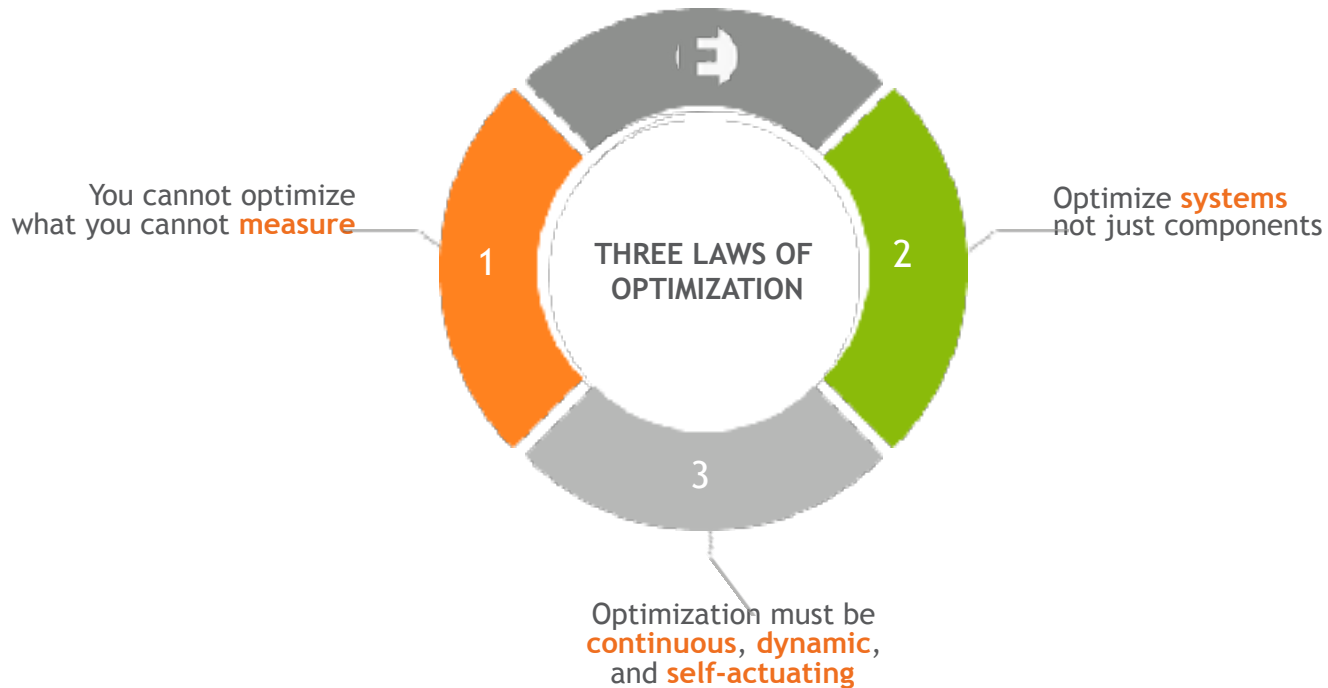 You cannot optimize
what you cannot measure
1
THREE LAWS OF
OPTIMIZATION
2
Optimize systems
not just components
3
Optimization must be
continuous, dynamic,
and self-actuating